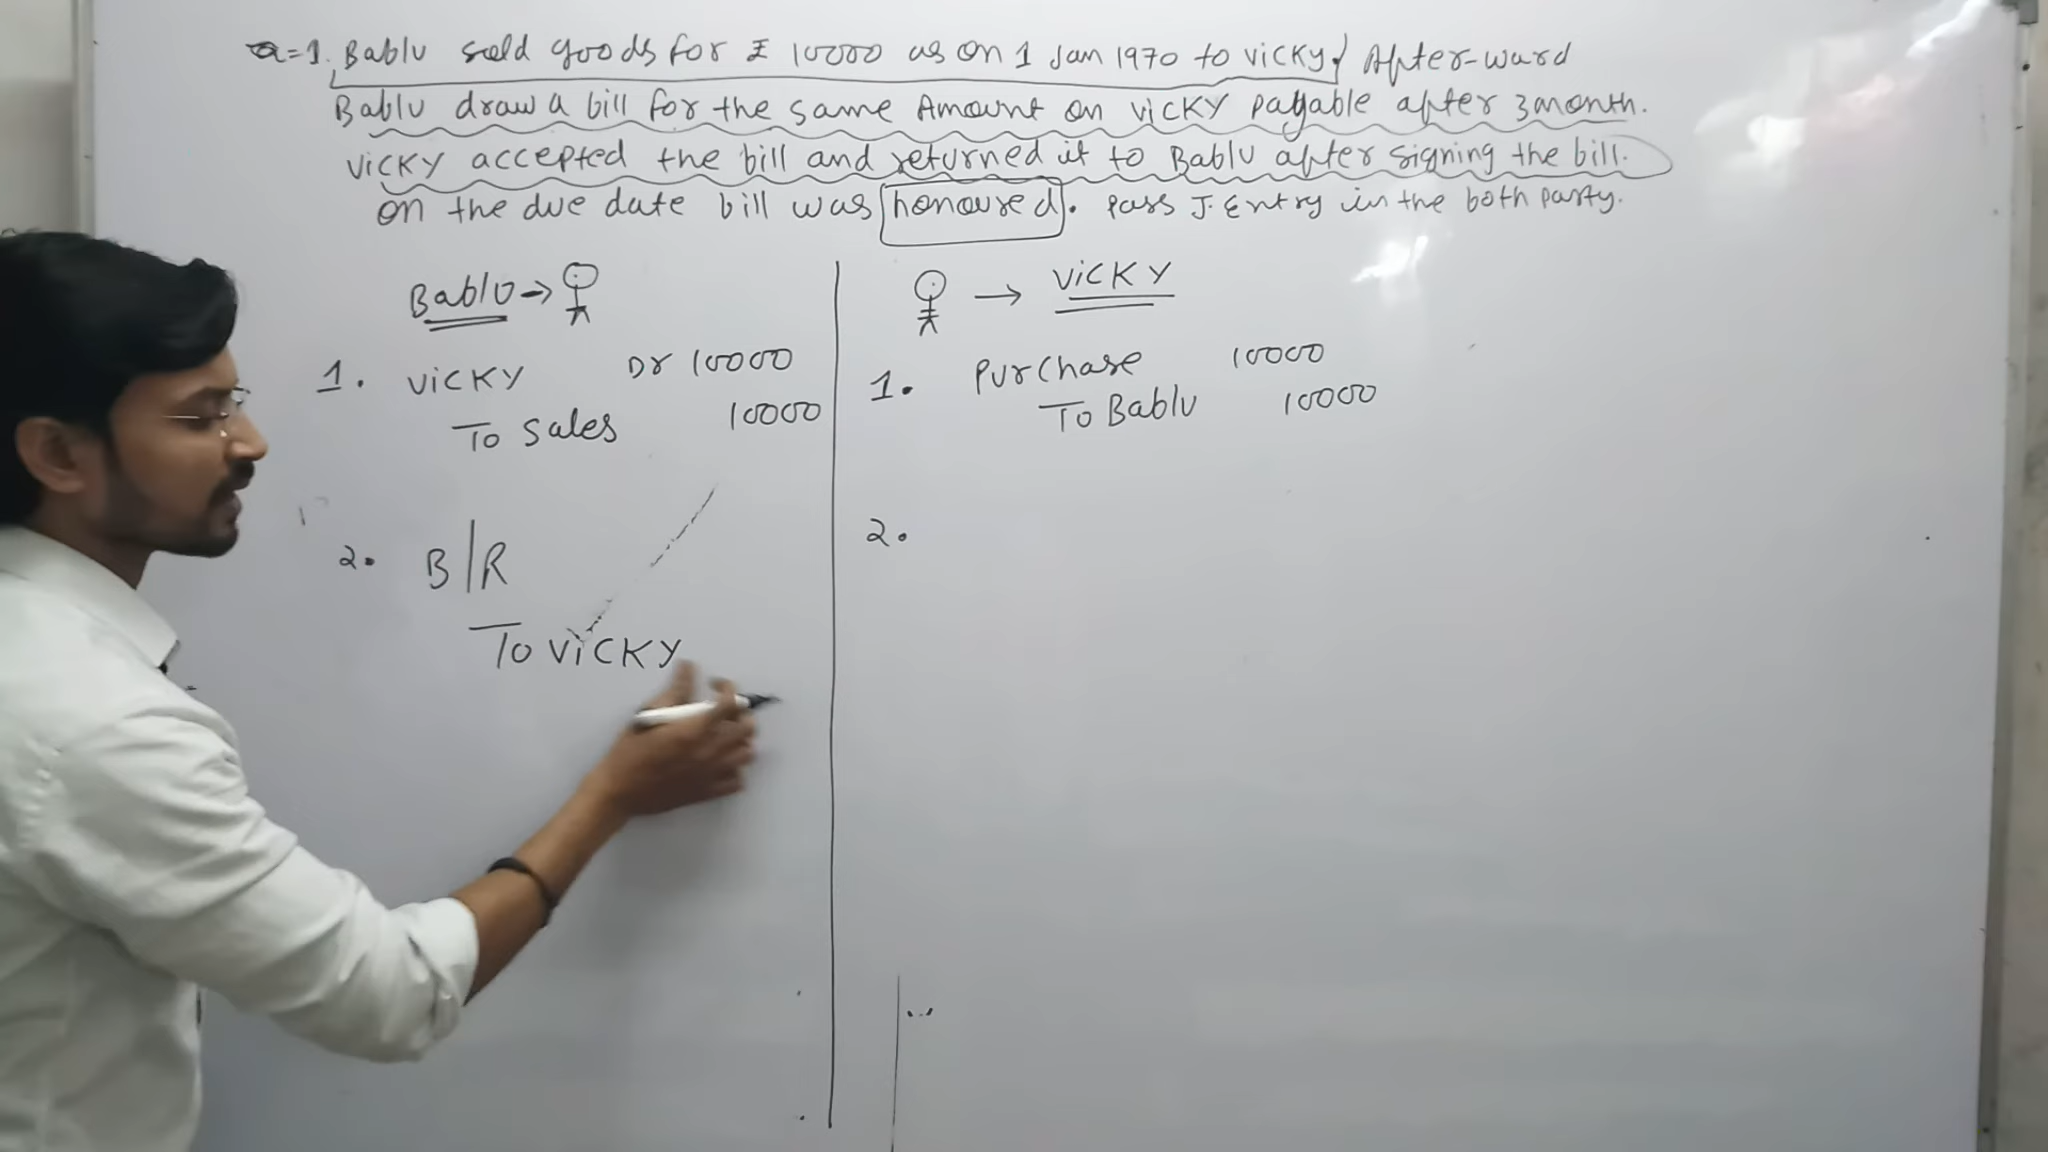 Q=1. Bablu sold goods for ₹ 10000 as on 1 Jan 1970 to vicky. After-ward
Bablu draw a bill for the same Amount on vicky payable after 3 month.
vicky accepted the bill and returned it to Bablu after signing the bill.
on the due date bill was honoured. Pass J. Entry in the both party.
Bablu →
1. vicky Dr 10000
To sales 10000
2. B/R
To vicky
→ vicky
1. Purchase 10000
To Bablu 10000
2.